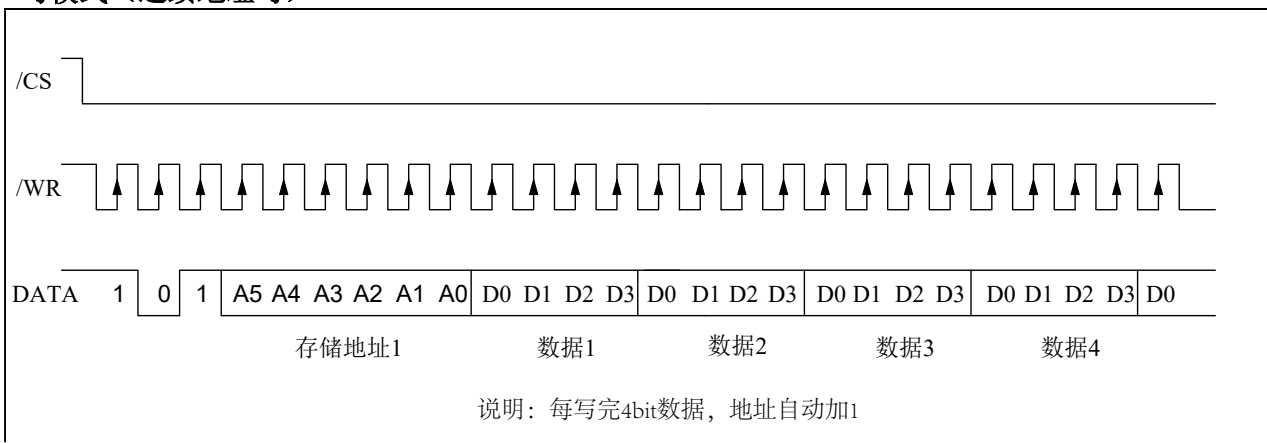 /CS
/WR
DATA 1 0 1 A5 A4 A3 A2 A1 A0 D0 D1 D2 D3 D0 D1 D2 D3 D0 D1 D2 D3 D0 D1 D2 D3 D0
存储地址1 数据1 数据2 数据3 数据4
说明：每写完4bit数据，地址自动加1